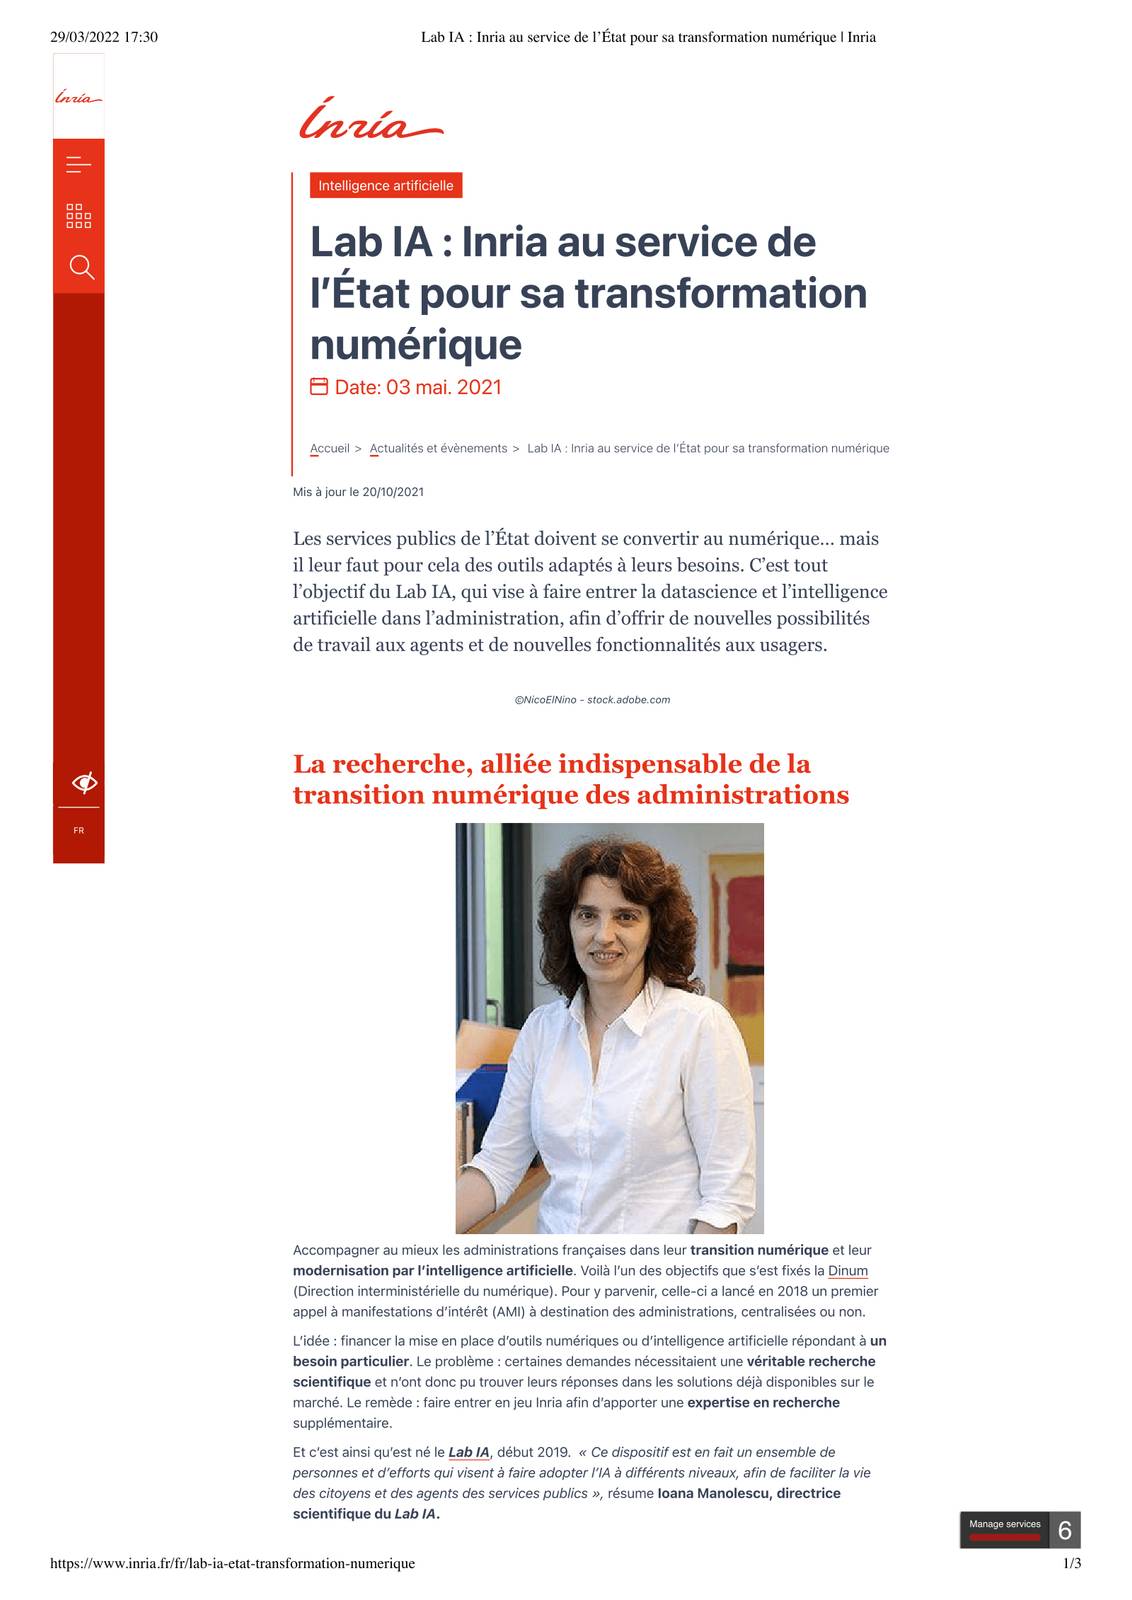 29/03/2022 17:30
Lab IA : Inria au service de l’État pour sa transformation numérique | Inria
Inria
Inria
Intelligence artificielle
Lab IA : Inria au service de
l’État pour sa transformation
numérique
Date: 03 mai. 2021
Accueil > Actualités et évènements > Lab IA : Inria au service de l’État pour sa transformation numérique
Mis à jour le 20/10/2021
Les services publics de l’État doivent se convertir au numérique… mais
il leur faut pour cela des outils adaptés à leurs besoins. C’est tout
l’objectif du Lab IA, qui vise à faire entrer la datascience et l’intelligence
artificielle dans l’administration, afin d’offrir de nouvelles possibilités
de travail aux agents et de nouvelles fonctionnalités aux usagers.
©NicoElNino - stock.adobe.com
La recherche, alliée indispensable de la
transition numérique des administrations
FR
Accompagner au mieux les administrations françaises dans leur transition numérique et leur
modernisation par l’intelligence artificielle. Voilà l’un des objectifs que s’est fixés la Dinum
(Direction interministérielle du numérique). Pour y parvenir, celle-ci a lancé en 2018 un premier
appel à manifestations d’intérêt (AMI) à destination des administrations, centralisées ou non.
L’idée : financer la mise en place d’outils numériques ou d’intelligence artificielle répondant à un
besoin particulier. Le problème : certaines demandes nécessitaient une véritable recherche
scientifique et n’ont donc pu trouver leurs réponses dans les solutions déjà disponibles sur le
marché. Le remède : faire entrer en jeu Inria afin d’apporter une expertise en recherche
supplémentaire.
Et c’est ainsi qu’est né le Lab IA, début 2019. « Ce dispositif est en fait un ensemble de
personnes et d’efforts qui visent à faire adopter l’IA à différents niveaux, afin de faciliter la vie
des citoyens et des agents des services publics », résume Ioana Manolescu, directrice
scientifique du Lab IA.
Manage services 6
https://www.inria.fr/fr/lab-ia-etat-transformation-numerique
1/3